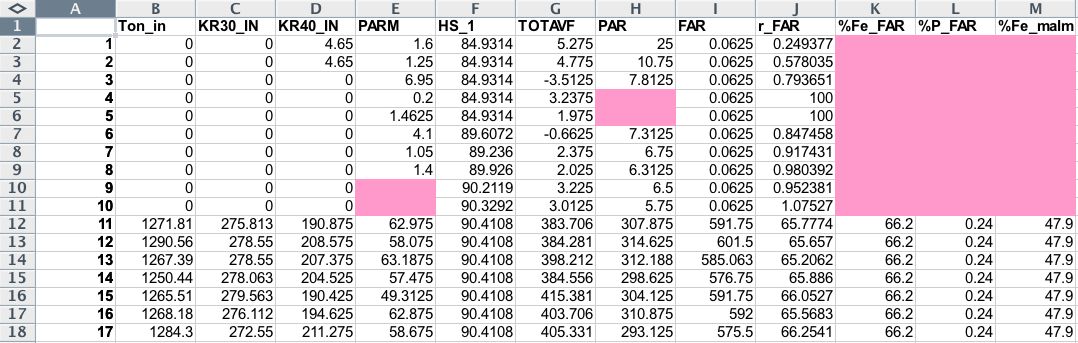 A B C D E F G H I J K L M
1 Ton_in KR30_IN KR40_IN PARM HS_1 TOTAVF PAR FAR r_FAR %Fe_FAR %P_FAR %Fe_malm
2 1 0 0 4.65 1.6 84.9314 5.275 25 0.0625 0.249377
3 2 0 0 4.65 1.25 84.9314 4.775 10.75 0.0625 0.578035
4 3 0 0 0 6.95 84.9314 -3.5125 7.8125 0.0625 0.793651
5 4 0 0 0 0.2 84.9314 3.2375 0.0625 100
6 5 0 0 0 1.4625 84.9314 1.975 0.0625 100
7 6 0 0 0 4.1 89.6072 -0.6625 7.3125 0.0625 0.847458
8 7 0 0 0 1.05 89.236 2.375 6.75 0.0625 0.917431
9 8 0 0 0 1.4 89.926 2.025 6.3125 0.0625 0.980392
10 9 0 0 0 90.2119 3.225 6.5 0.0625 0.952381
11 10 0 0 0 90.3292 3.0125 5.75 0.0625 1.07527
12 11 1271.81 275.813 190.875 62.975 90.4108 383.706 307.875 591.75 65.7774 66.2 0.24 47.9
13 12 1290.56 278.55 208.575 58.075 90.4108 384.281 314.625 601.5 65.657 66.2 0.24 47.9
14 13 1267.39 278.55 207.375 63.1875 90.4108 398.212 312.188 585.063 65.2062 66.2 0.24 47.9
15 14 1250.44 278.063 204.525 57.475 90.4108 384.556 298.625 576.75 65.886 66.2 0.24 47.9
16 15 1265.51 279.563 190.425 49.3125 90.4108 415.381 304.125 591.75 66.0527 66.2 0.24 47.9
17 16 1268.18 276.112 194.625 62.875 90.4108 403.706 310.875 592 65.5683 66.2 0.24 47.9
18 17 1284.3 272.55 211.275 58.675 90.4108 405.331 293.125 575.5 66.2541 66.2 0.24 47.9